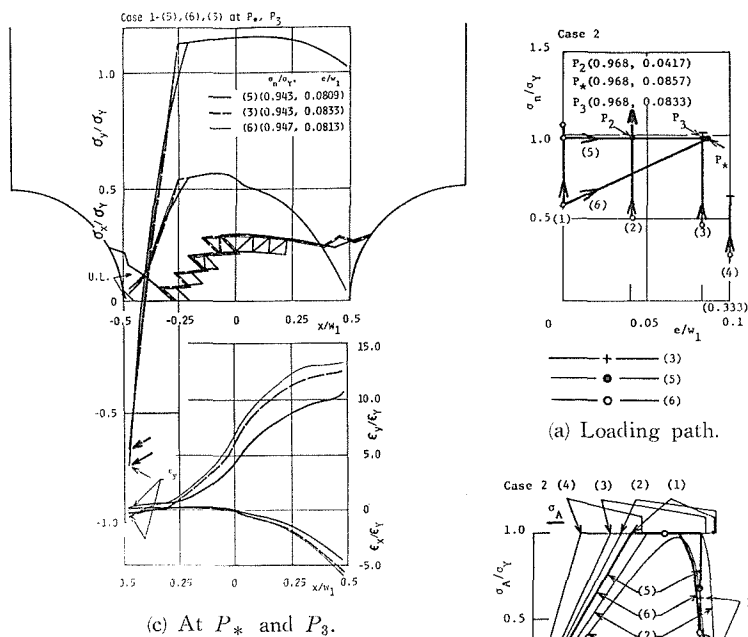 Case 1-(5),(6),(3) at P*, P3
σn/σY, e/w1
(5)(0.943, 0.0809)
(3)(0.943, 0.0833)
(6)(0.947, 0.0813)
σy/σY
σx/σY
1.0
0.5
0
-0.5
-1.0
U.L.
-0.5 -0.25 0 0.25 0.5
x/w1
15.0
10.0
5.0
0
-5.0
εy/εY
εx/εY
εy
-0.25 0 0.25 0.5
x/w1
(c) At P* and P3.
Case 2
1.5
1.0
0.5
σn/σY
P2(0.968, 0.0417)
P*(0.968, 0.0857)
P3(0.968, 0.0833)
P2
P3
P*
(5)
(6)
(1)
(2)
(3)
(4)
(0.333)
0 0.05 0.1
e/w1
(3)
(5)
(6)
(a) Loading path.
Case 2 (4) (3) (2) (1)
σA
1.0
σA/σY
0.5
(5)
(6)
(2)